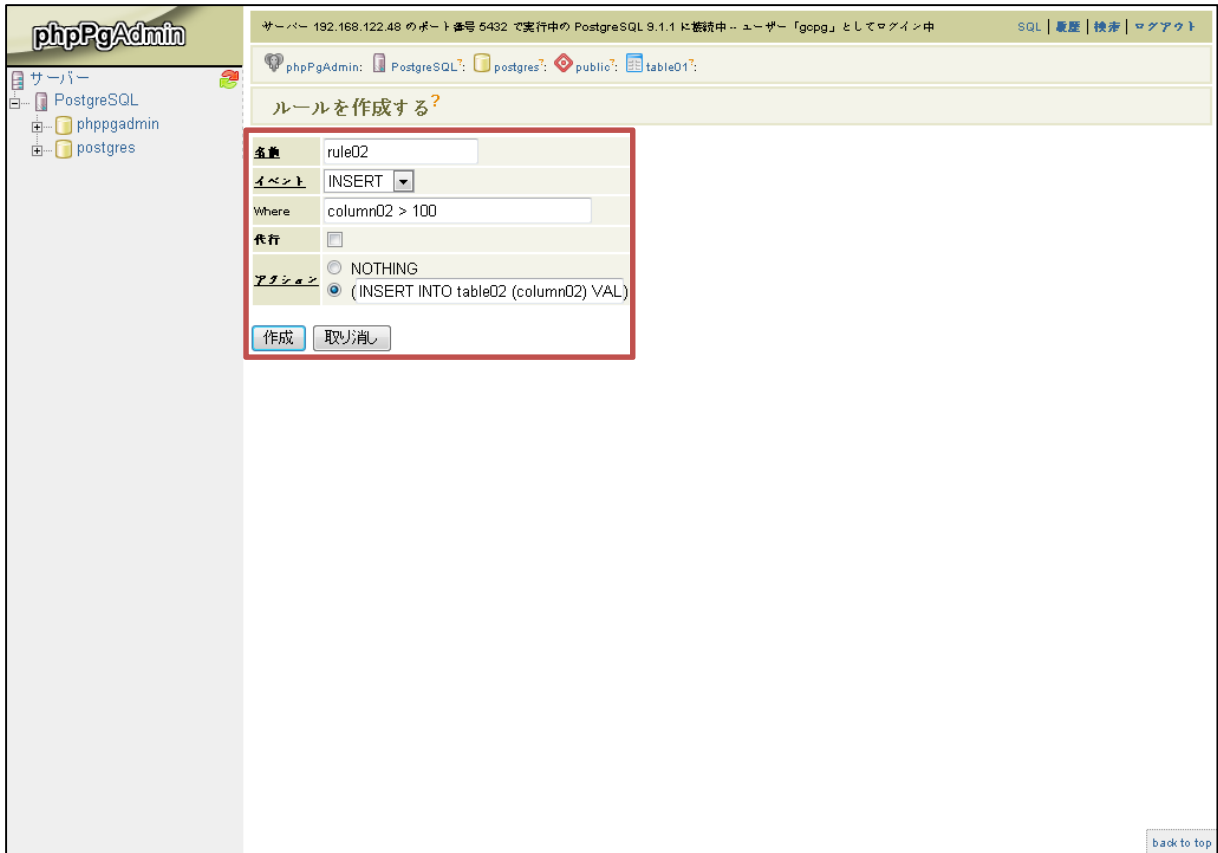 phpPgAdmin
サーバー 192.168.122.48 のポート番号 5432 で実行中の PostgreSQL 9.1.1 に接続中 -- ユーザー「gopg」としてログイン中
SQL | 履歴 | 検索 | ログアウト
phpPgAdmin: PostgreSQL?: postgres?: public?: table01?:
サーバー
PostgreSQL
phppgadmin
postgres
ルールを作成する?
名前 rule02
イベント INSERT
Where column02 > 100
代行
アクション
NOTHING
(INSERT INTO table02 (column02) VAL)
作成 取り消し
back to top